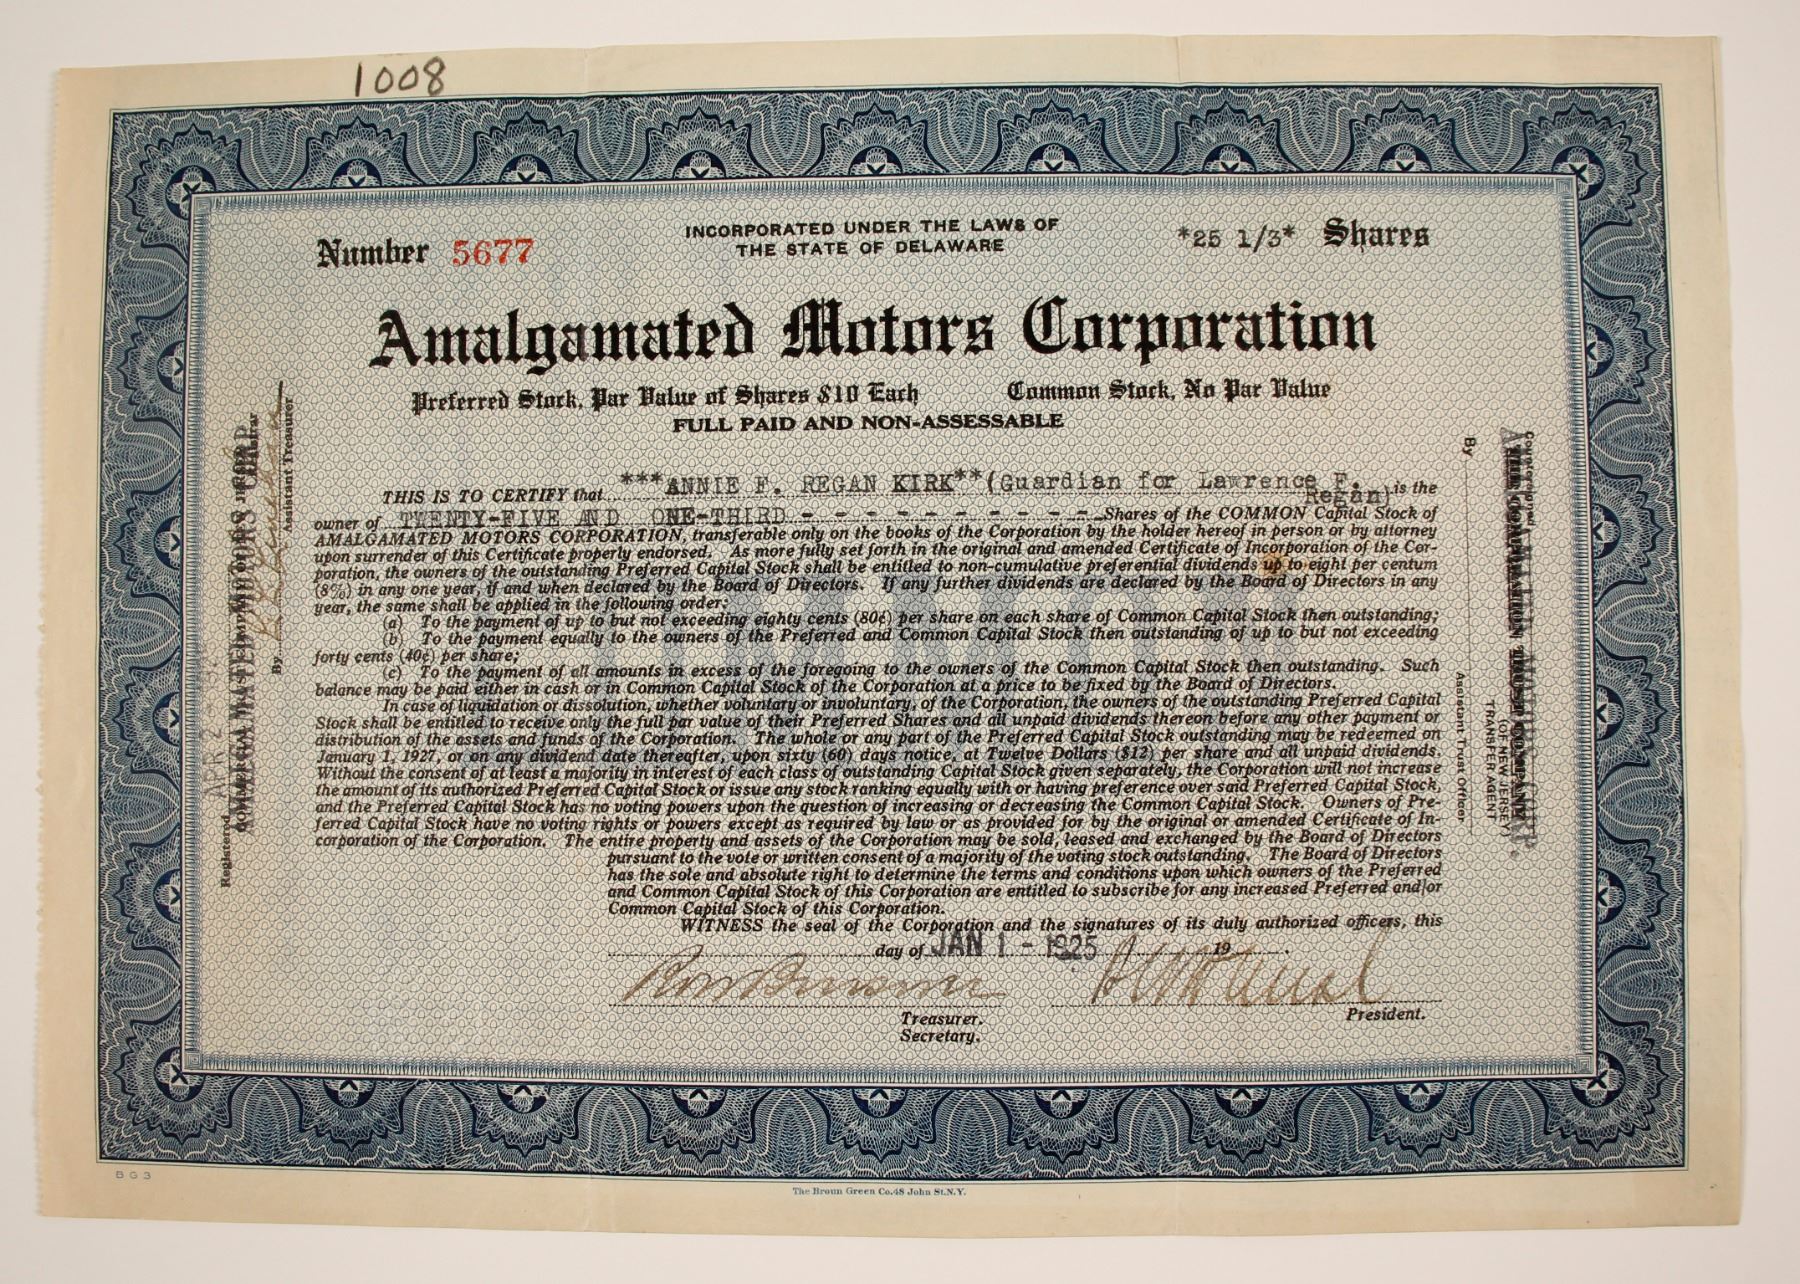 1008
Number 5677
INCORPORATED UNDER THE LAWS OF
THE STATE OF DELAWARE
*25 1/3* Shares
Amalgamated Motors Corporation
Preferred Stock, Par Value of Shares $10 Each Common Stock, No Par Value
FULL PAID AND NON-ASSESSABLE
THIS IS TO CERTIFY that ***ANNIE F. REGAN KIRK**(Guardian for Lawrence F. Regan) is the
owner of TWENTY-FIVE AND ONE-THIRD - - - - - - - - - - - Shares of the COMMON Capital Stock of
AMALGAMATED MOTORS CORPORATION, transferable only on the books of the Corporation by the holder hereof in person or by attorney
upon surrender of this Certificate properly endorsed. As more fully set forth in the original and amended Certificate of Incorporation of the Cor-
poration, the owners of the outstanding Preferred Capital Stock shall be entitled to non-cumulative preferential dividends up to eight per centum
(8%) in any one year, if and when declared by the Board of Directors. If any further dividends are declared by the Board of Directors in any
year, the same shall be applied in the following order:
(a) To the payment of up to but not exceeding eighty cents (80¢) per share on each share of Common Capital Stock then outstanding;
(b) To the payment equally to the owners of the Preferred and Common Capital Stock then outstanding of up to but not exceeding
forty cents (40¢) per share;
(c) To the payment of all amounts in excess of the foregoing to the owners of the Common Capital Stock then outstanding. Such
balance may be paid either in cash or in Common Capital Stock of the Corporation at a price to be fixed by the Board of Directors.
In case of liquidation or dissolution, whether voluntary or involuntary, of the Corporation, the owners of the outstanding Preferred Capital
Stock shall be entitled to receive only the full par value of their Preferred Shares and all unpaid dividends thereon before any other payment or
distribution of the assets and funds of the Corporation. The whole or any part of the Preferred Capital Stock outstanding may be redeemed on
January 1, 1927, or on any dividend date thereafter, upon sixty (60) days notice, at Twelve Dollars ($12) per share and all unpaid dividends.
Without the consent of at least a majority in interest of each class of outstanding Capital Stock given separately, the Corporation will not increase
the amount of its authorized Preferred Capital Stock or issue any stock ranking equally with or having preference over said Preferred Capital Stock,
and the Preferred Capital Stock has no voting powers upon the question of increasing or decreasing the Common Capital Stock. Owners of Pre-
ferred Capital Stock have no voting rights or powers except as required by law or as provided for by the original or amended Certificate of In-
corporation of the Corporation. The entire property and assets of the Corporation may be sold, leased and exchanged by the Board of Directors
pursuant to the vote or written consent of a majority of the voting stock outstanding. The Board of Directors
has the sole and absolute right to determine the terms and conditions upon which owners of the Preferred
and Common Capital Stock of this Corporation are entitled to subscribe for any increased Preferred and/or
Common Capital Stock of this Corporation.
WITNESS the seal of the Corporation and the signatures of its duly authorized officers, this
day of JAN 1 - 1925 19 .
Treasurer.
Secretary.
President.
Registered
AMALGAMATED MOTORS CORP.
By
Assistant Treasurer
Countersigned
THE CORPORATION TRUST COMPANY
(OF NEW JERSEY)
TRANSFER AGENT
By
Assistant Trust Officer
B G 3
The Broun Green Co. 48 John St. N.Y.